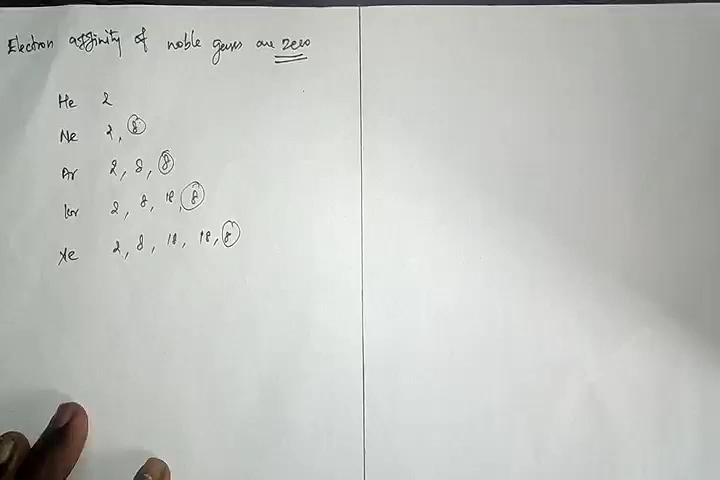 Electron affinity of noble gases are zero
He 2
Ne 2, 8
Ar 2, 8, 8
Kr 2, 8, 18, 8
Xe 2, 8, 18, 18, 8